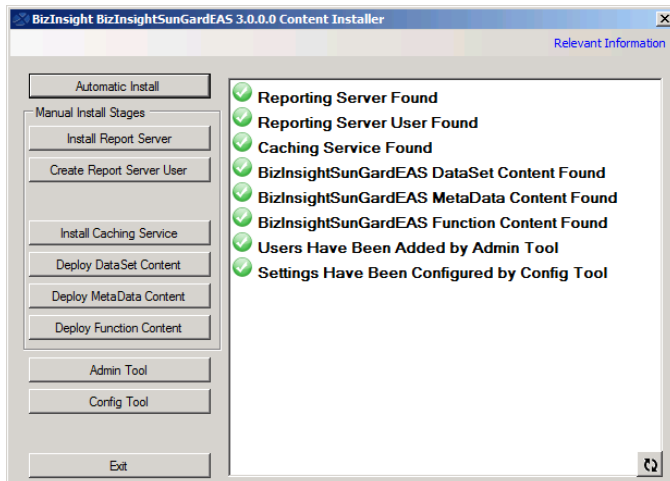 BizInsight BizInsightSunGardEAS 3.0.0.0 Content Installer
Relevant Information
Automatic Install
Manual Install Stages
Install Report Server
Create Report Server User
Install Caching Service
Deploy DataSet Content
Deploy MetaData Content
Deploy Function Content
Admin Tool
Config Tool
Exit
Reporting Server Found
Reporting Server User Found
Caching Service Found
BizInsightSunGardEAS DataSet Content Found
BizInsightSunGardEAS MetaData Content Found
BizInsightSunGardEAS Function Content Found
Users Have Been Added by Admin Tool
Settings Have Been Configured by Config Tool